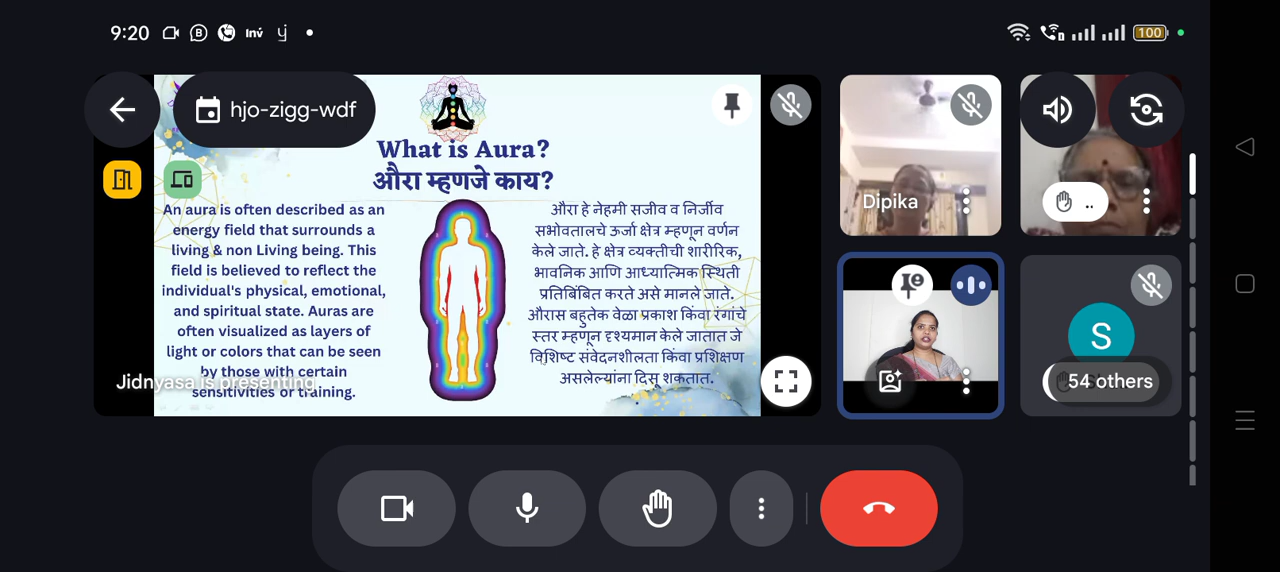 9:20
Inv
100
hjo-zigg-wdf
What is Aura?
औरा म्हणजे काय?
An aura is often described as an
energy field that surrounds a
living & non Living being. This
field is believed to reflect the
individual's physical, emotional,
and spiritual state. Auras are
often visualized as layers of
light or colors that can be seen
by those with certain
sensitivities or training.
औरा हे नेहमी सजीव व निर्जीव
सभोवतालचे ऊर्जा क्षेत्र म्हणून वर्णन
केले जाते. हे क्षेत्र व्यक्तीची शारीरिक,
भावनिक आणि आध्यात्मिक स्थिती
प्रतिबिंबित करते असे मानले जाते.
औरास बहुतेक वेळा प्रकाश किंवा रंगांचे
स्तर म्हणून दृश्यमान केले जातात जे
विशिष्ट संवेदनशीलता किंवा प्रशिक्षण
असलेल्यांना दिसू शकतात.
Jidnyasa is presenting
Dipika
..
S
54 others